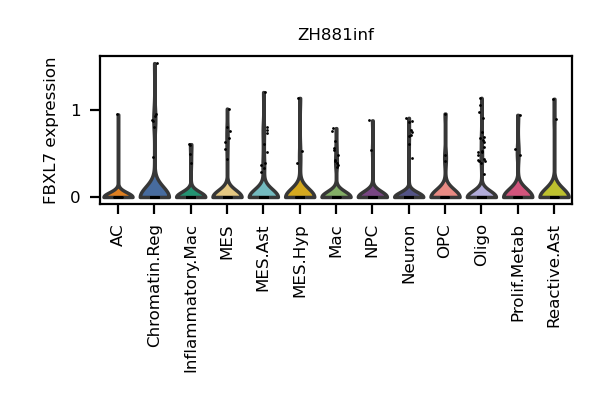 ZH881inf
FBXL7 expression
1
0
AC
Chromatin.Reg
Inflammatory.Mac
MES
MES.Ast
MES.Hyp
Mac
NPC
Neuron
OPC
Oligo
Prolif.Metab
Reactive.Ast